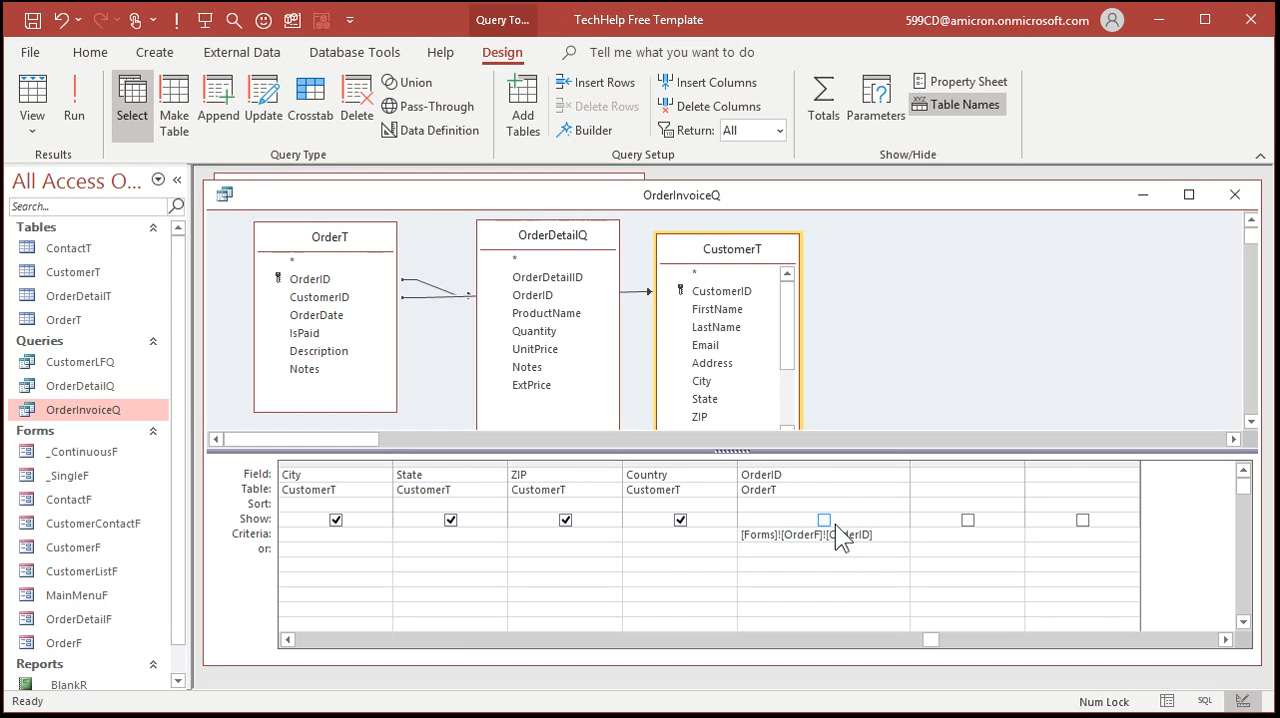 Query To...
TechHelp Free Template
599CD@amicron.onmicrosoft.com
File
Home
Create
External Data
Database Tools
Help
Design
Tell me what you want to do
View
Run
Select
Make Table
Append
Update
Crosstab
Delete
Union
Pass-Through
Data Definition
Add Tables
Insert Rows
Delete Rows
Builder
Insert Columns
Delete Columns
Return: All
Totals
Parameters
Property Sheet
Table Names
Results
Query Type
Query Setup
Show/Hide
All Access O...
Search...
Tables
ContactT
CustomerT
OrderDetailT
OrderT
Queries
CustomerLFQ
OrderDetailQ
OrderInvoiceQ
Forms
_ContinuousF
_SingleF
ContactF
CustomerContactF
CustomerF
CustomerListF
MainMenuF
OrderDetailF
OrderF
Reports
BlankR
OrderInvoiceQ
OrderT
*
OrderID
CustomerID
OrderDate
IsPaid
Description
Notes
OrderDetailQ
*
OrderDetailID
OrderID
ProductName
Quantity
UnitPrice
Notes
ExtPrice
CustomerT
*
CustomerID
FirstName
LastName
Email
Address
City
State
ZIP
Field: City State ZIP Country OrderID
Table: CustomerT CustomerT CustomerT CustomerT OrderT
Sort:
Show:
Criteria: [Forms]![OrderF]![OrderID]
or:
Ready
Num Lock
SQL